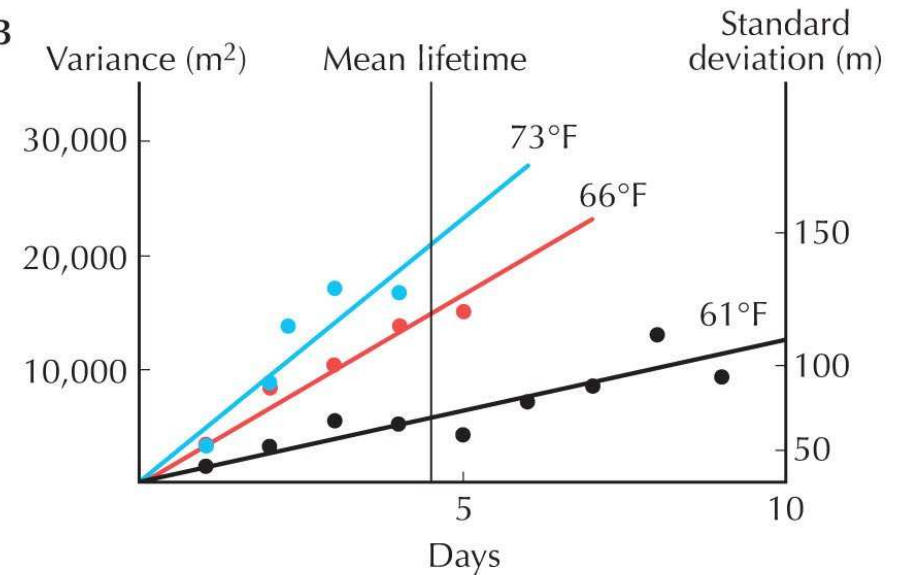 B
Variance (m²)
Mean lifetime
Standard
deviation (m)
30,000
20,000
10,000
73°F
66°F
61°F
150
100
50
5
10
Days